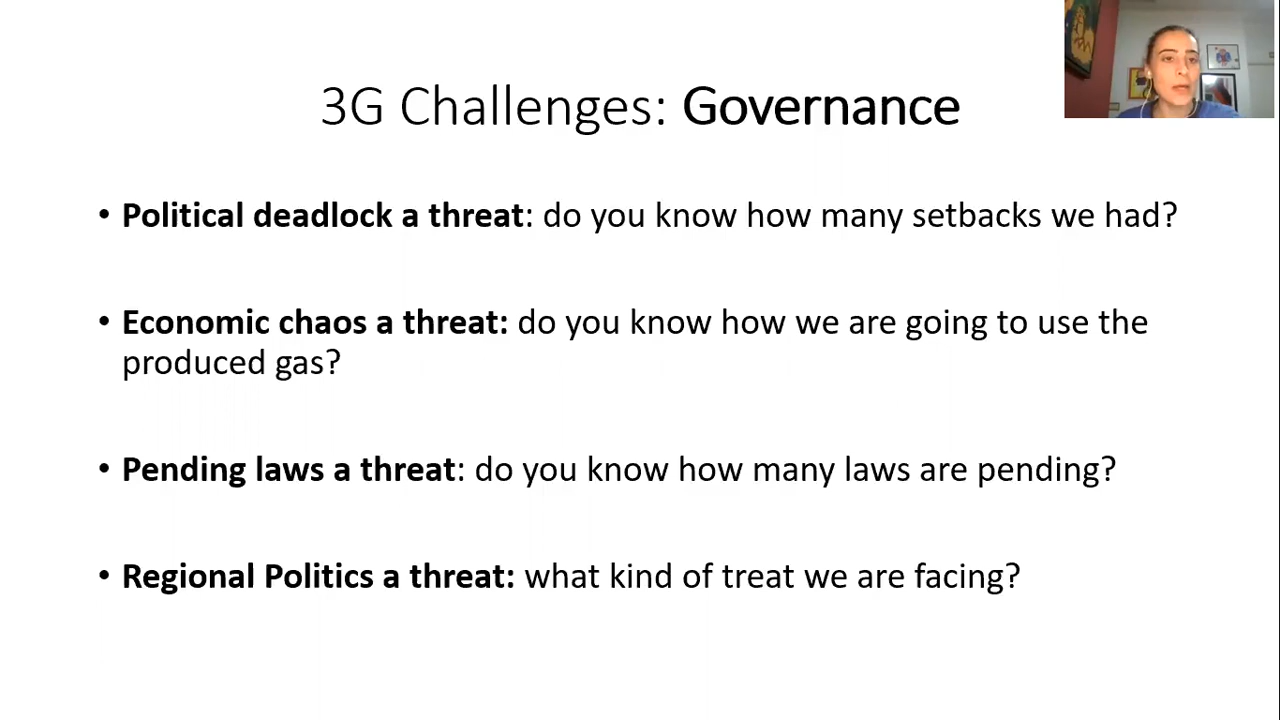 3G Challenges: Governance
• Political deadlock a threat: do you know how many setbacks we had?
• Economic chaos a threat: do you know how we are going to use the
produced gas?
• Pending laws a threat: do you know how many laws are pending?
• Regional Politics a threat: what kind of treat we are facing?